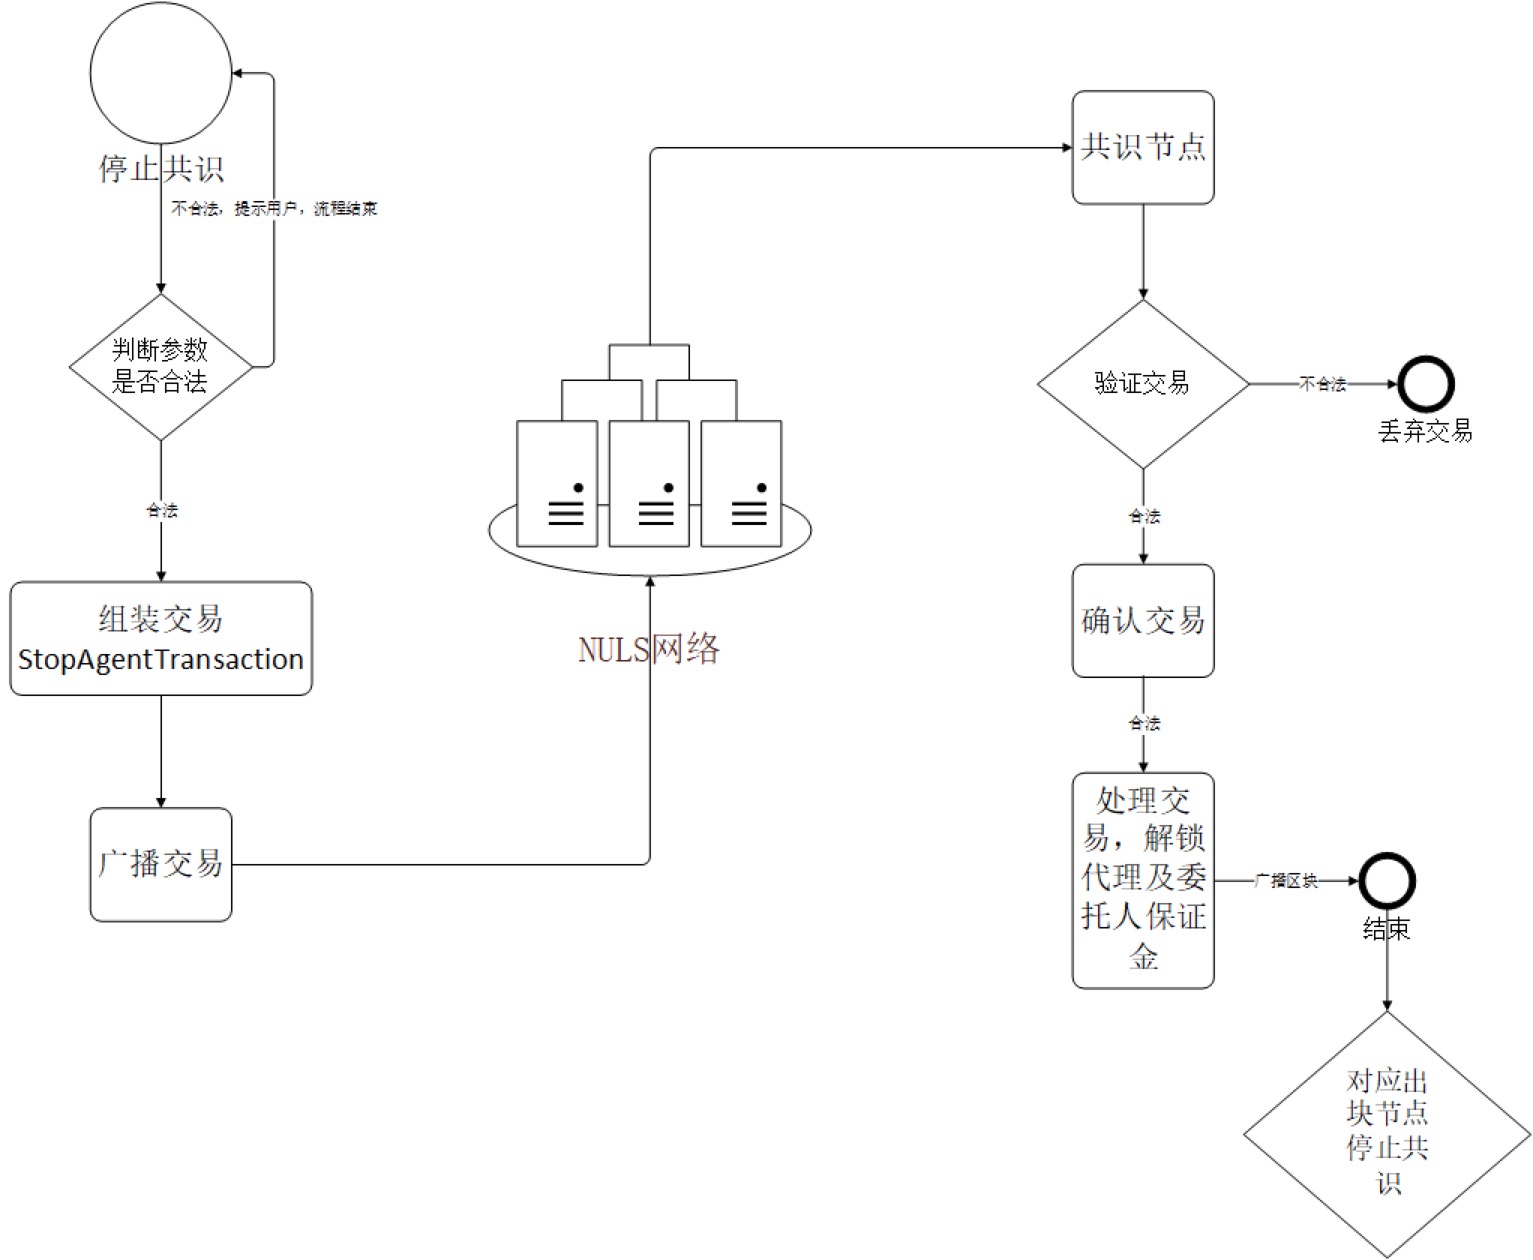 停止共识
不合法，提示用户，流程结束
判断参数
是否合法
合法
组装交易
StopAgentTransaction
广播交易
NULS网络
共识节点
验证交易
不合法
丢弃交易
合法
确认交易
合法
处理交
易，解锁
代理及委
托人保证
金
广播区块
结束
对应出
块节点
停止共
识